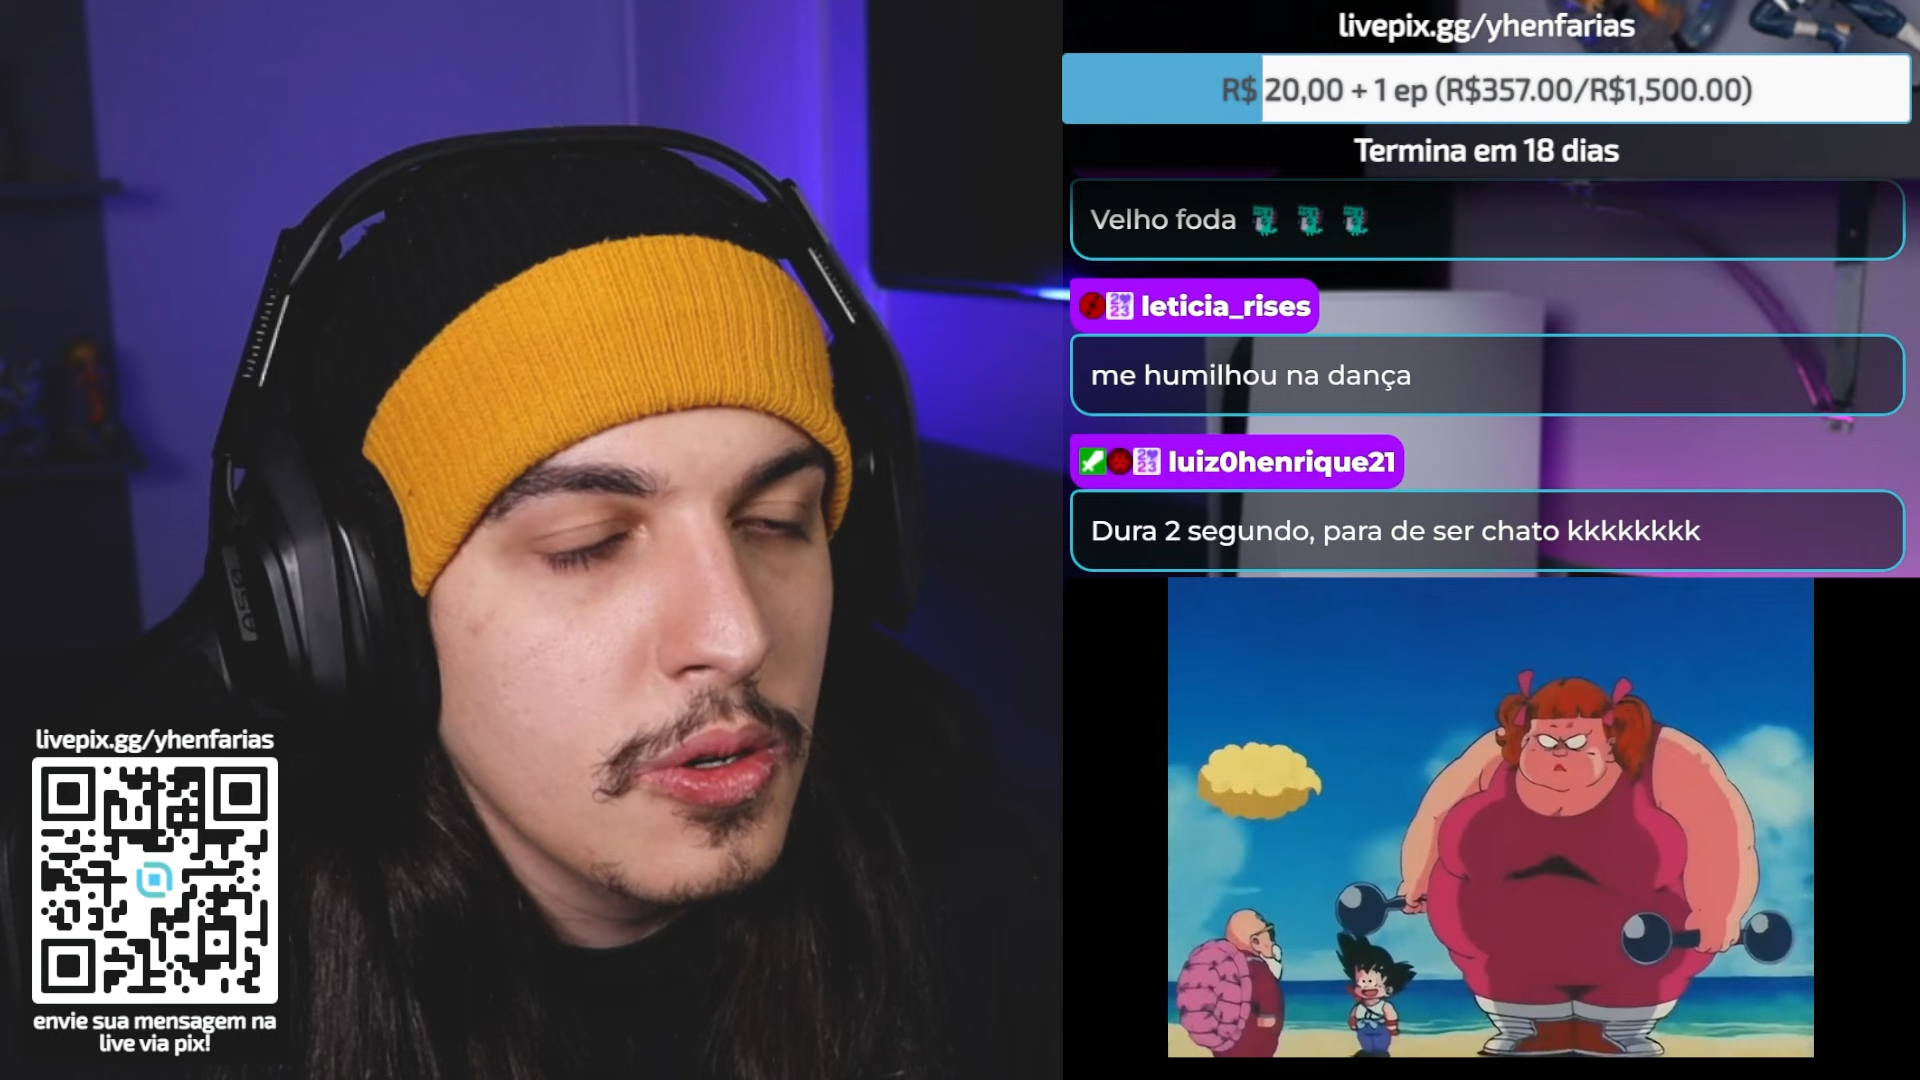 livepix.gg/yhenfarias
R$ 20,00 + 1 ep (R$357.00/R$1,500.00)
Termina em 18 dias
Velho foda
leticia_rises
me humilhou na dança
luiz0henrique21
Dura 2 segundo, para de ser chato kkkkkkkk
livepix.gg/yhenfarias
envie sua mensagem na
live via pix!
A50